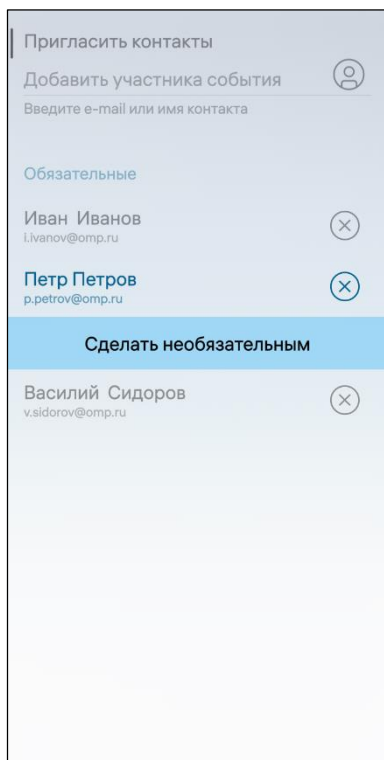 Пригласить контакты
Добавить участника события
Введите e-mail или имя контакта
Обязательные
Иван Иванов
i.ivanov@omp.ru
Петр Петров
p.petrov@omp.ru
Сделать необязательным
Василий Сидоров
v.sidorov@omp.ru